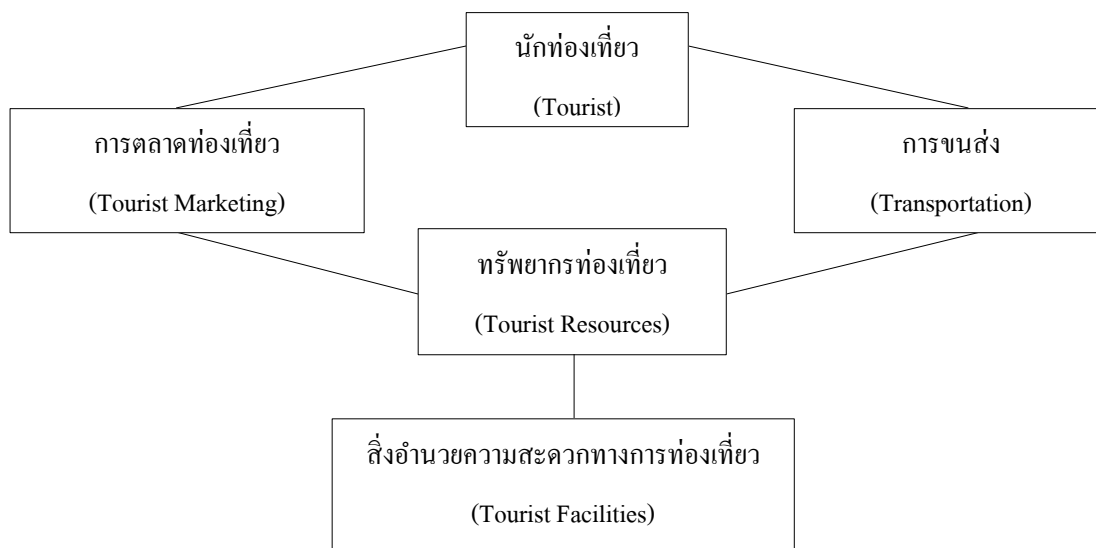 นักท่องเที่ยว
(Tourist)
การตลาดท่องเที่ยว
(Tourist Marketing)
การขนส่ง
(Transportation)
ทรัพยากรท่องเที่ยว
(Tourist Resources)
สิ่งอำนวยความสะดวกทางการท่องเที่ยว
(Tourist Facilities)